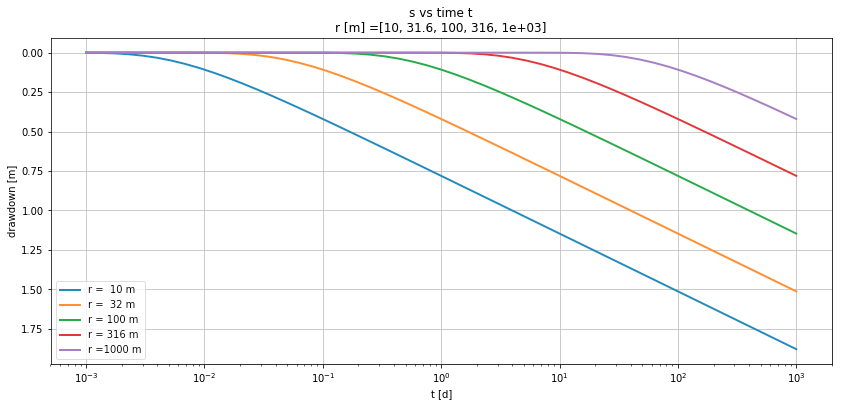 s vs time t
r [m] =[10, 31.6, 100, 316, 1e+03]
drawdown [m]
0.00
0.25
0.50
0.75
1.00
1.25
1.50
1.75
r =  10 m
r =  32 m
r = 100 m
r = 316 m
r =1000 m
10⁻³ 10⁻² 10⁻¹ 10⁰ 10¹ 10² 10³
t [d]